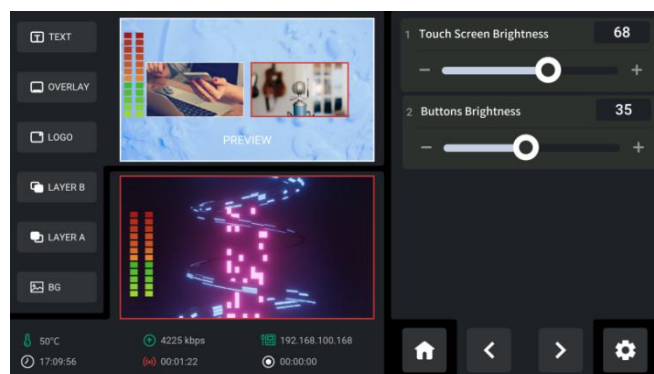 TEXT
OVERLAY
LOGO
LAYER B
LAYER A
BG
PREVIEW
50°C
4225 kbps
192.168.100.168
17:09:56
00:01:22
00:00:00
1 Touch Screen Brightness 68
2 Buttons Brightness 35